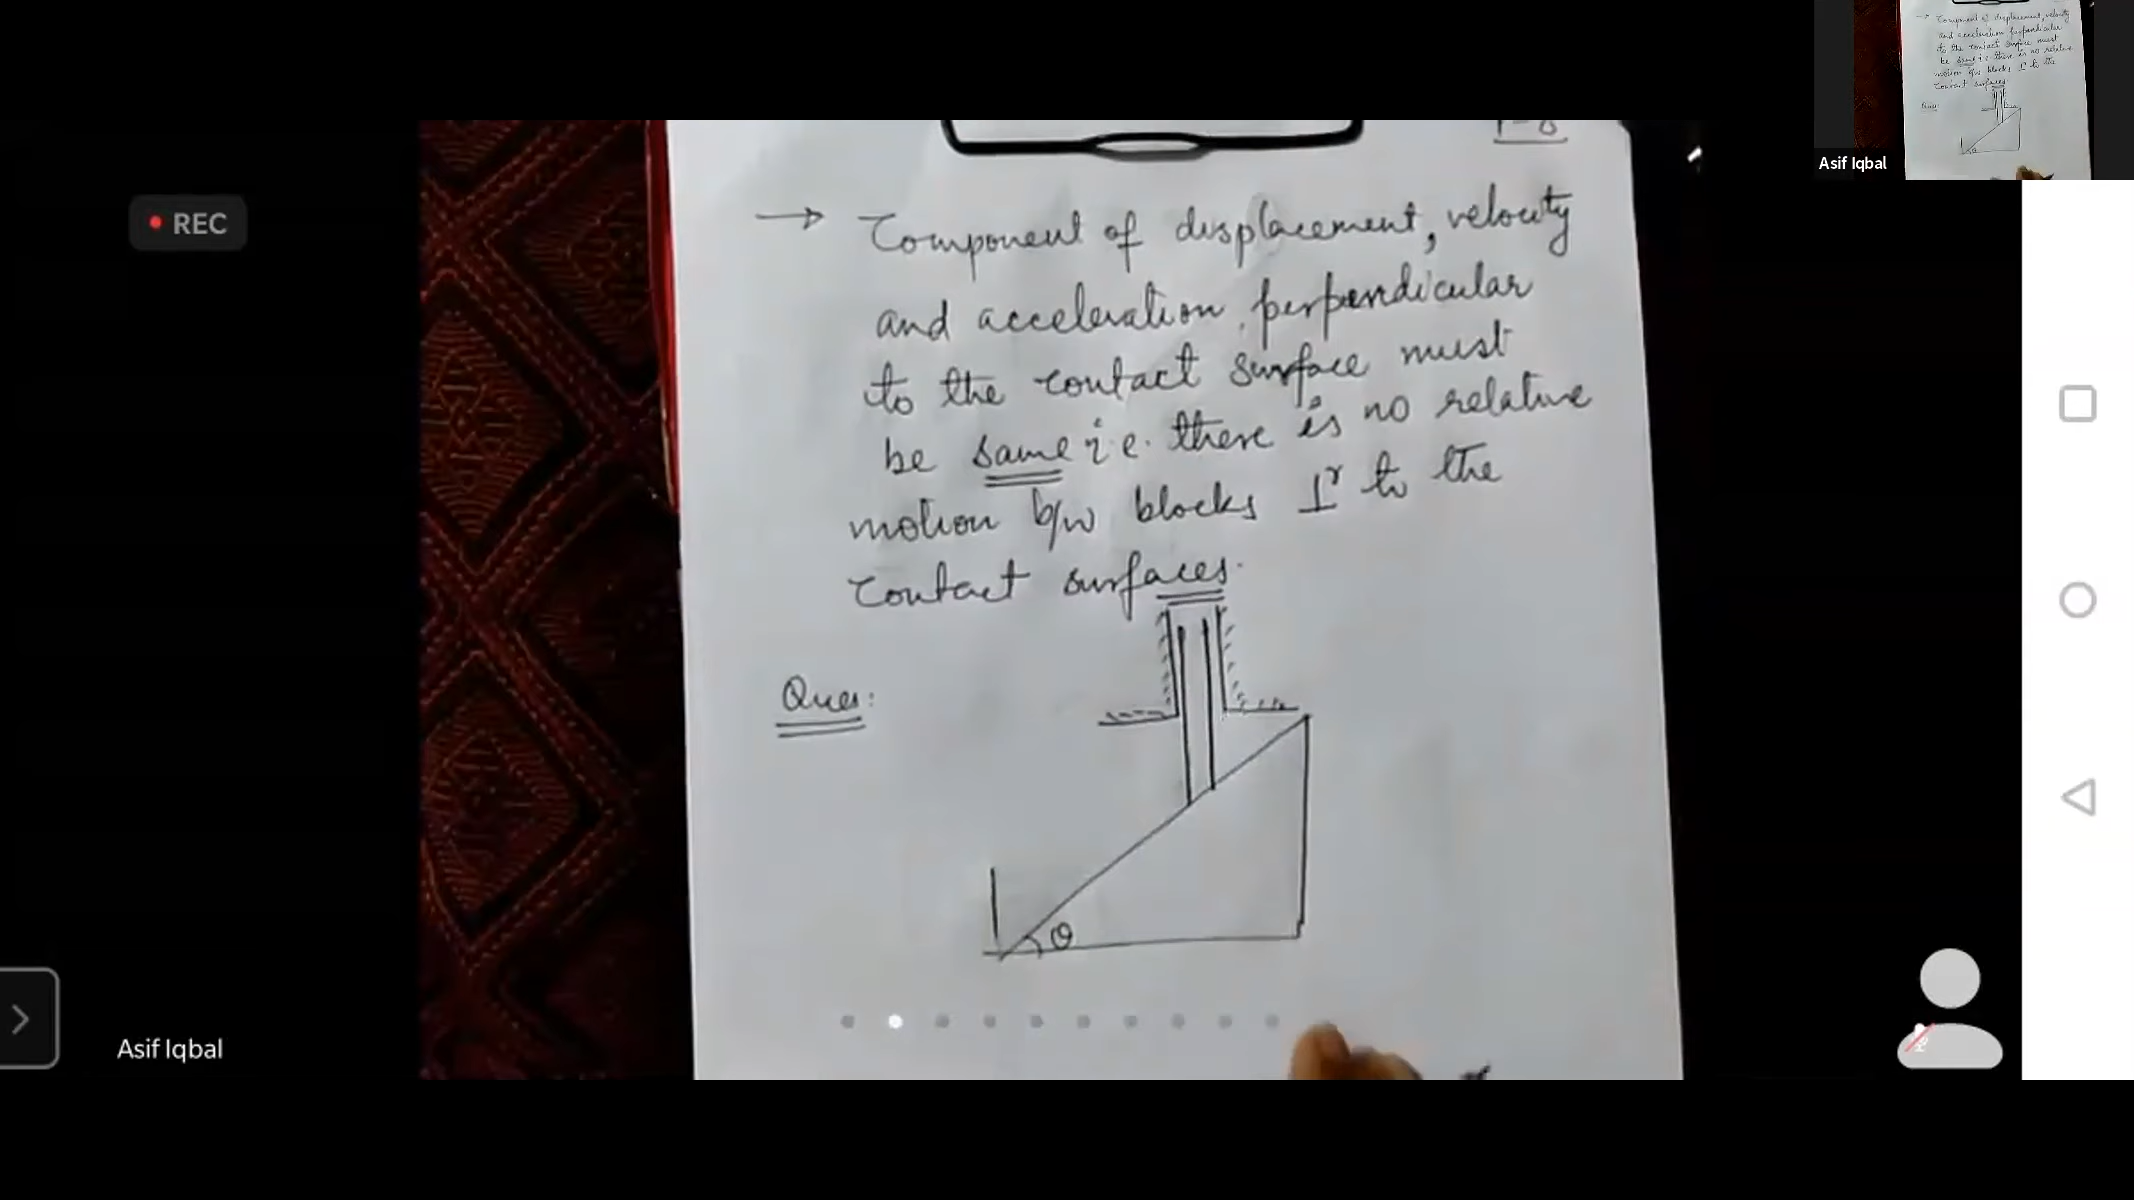 Asif Iqbal
REC
→ Component of displacement, velocity
and acceleration perpendicular
to the contact surface must
be same i.e. there is no relative
motion b/w blocks ⊥r to the
Contact surfaces.
Ques:
θ
Asif Iqbal